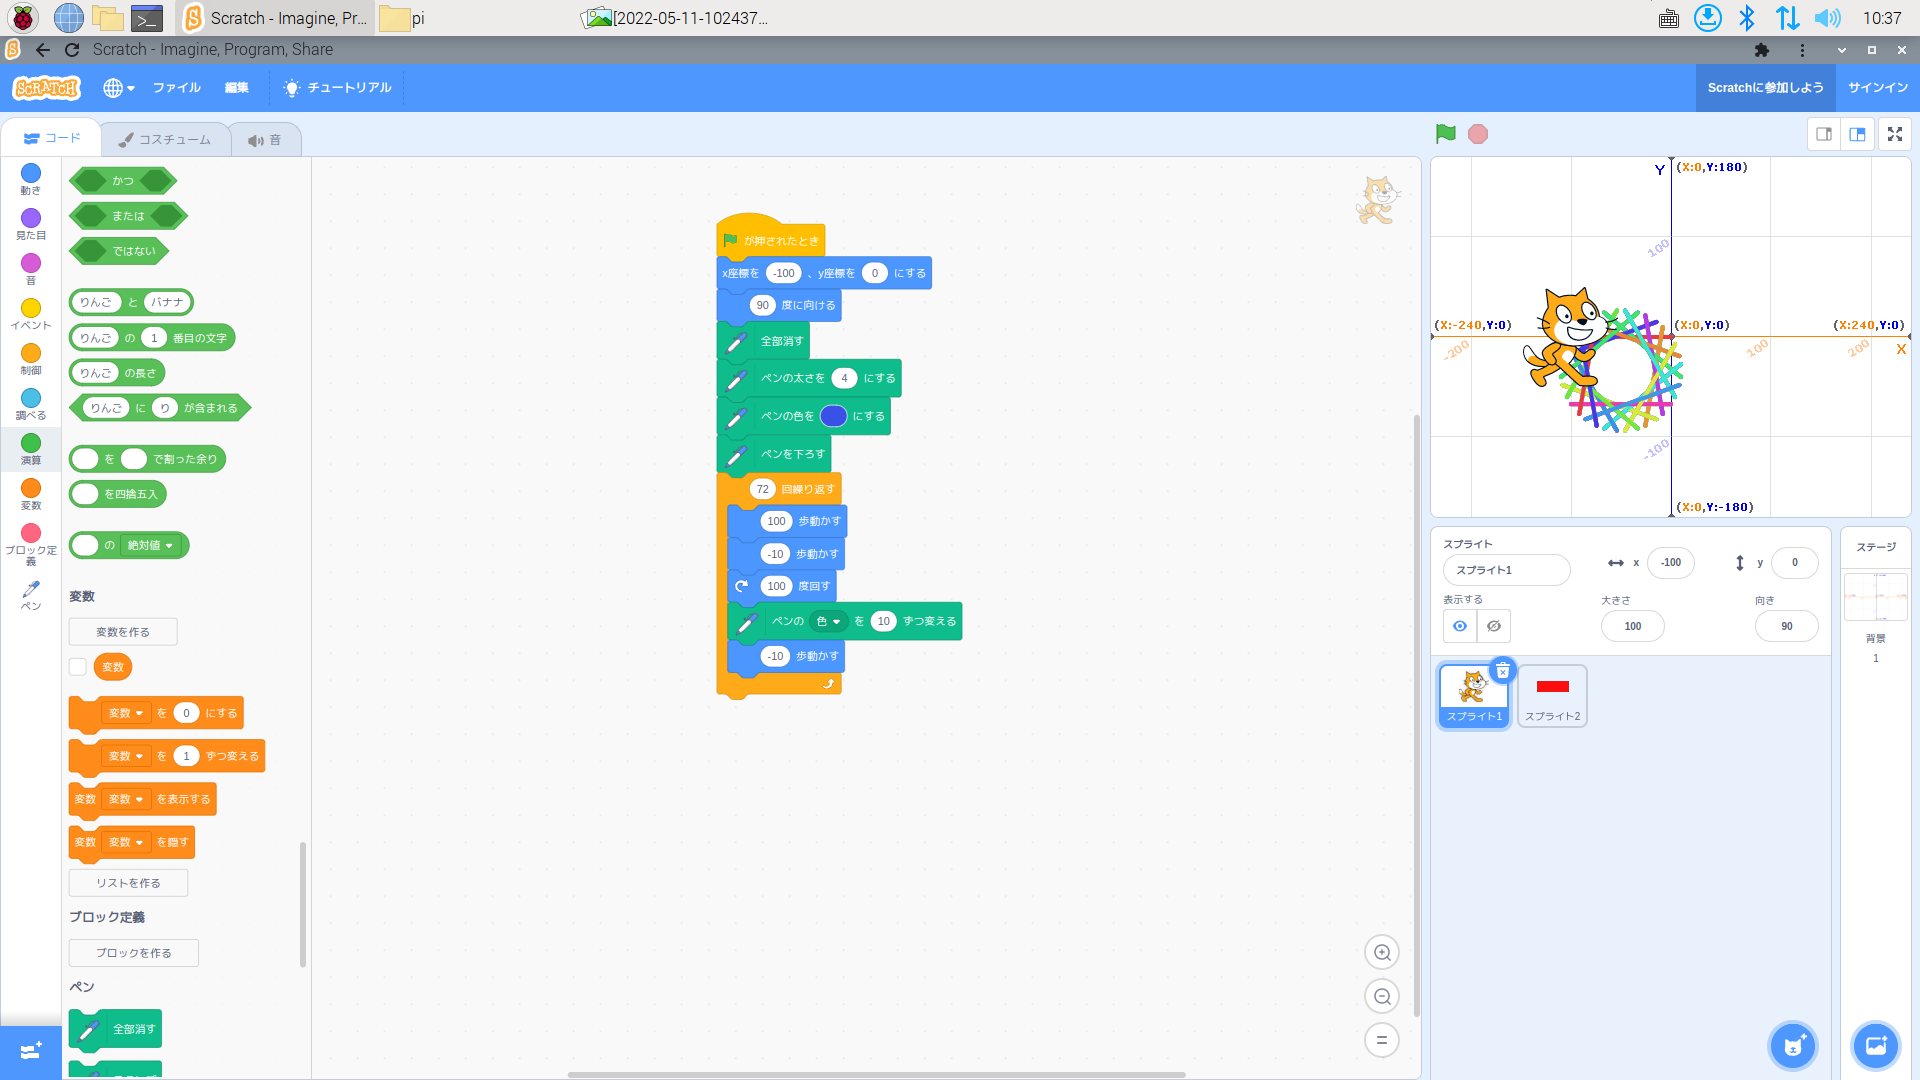 Scratch - Imagine, Pr...
pi
[2022-05-11-102437...
10:37
Scratch - Imagine, Program, Share
SCRATCH
ファイル
編集
チュートリアル
Scratchに参加しよう
サインイン
コード
コスチューム
音
動き
見た目
音
イベント
制御
調べる
演算
変数
ブロック定
義
ペン
かつ
または
ではない
りんご と バナナ
りんご の 1 番目の文字
りんご の長さ
りんご に り が含まれる
を で割った余り
を四捨五入
の 絶対値
変数
変数を作る
変数
変数 を 0 にする
変数 を 1 ずつ変える
変数 変数 を表示する
変数 変数 を隠す
リストを作る
ブロック定義
ブロックを作る
ペン
全部消す
が押されたとき
x座標を -100 、y座標を 0 にする
90 度に向ける
全部消す
ペンの太さを 4 にする
ペンの色を にする
ペンを下ろす
72 回繰り返す
100 歩動かす
-10 歩動かす
100 度回す
ペンの 色 を 10 ずつ変える
-10 歩動かす
Y
(X:0,Y:180)
100
(X:-240,Y:0)
(X:0,Y:0)
(X:240,Y:0)
-200
100
200
X
-100
(X:0,Y:-180)
スプライト
スプライト1
x
-100
y
0
表示する
大きさ
100
向き
90
スプライト1
スプライト2
ステージ
背景
1